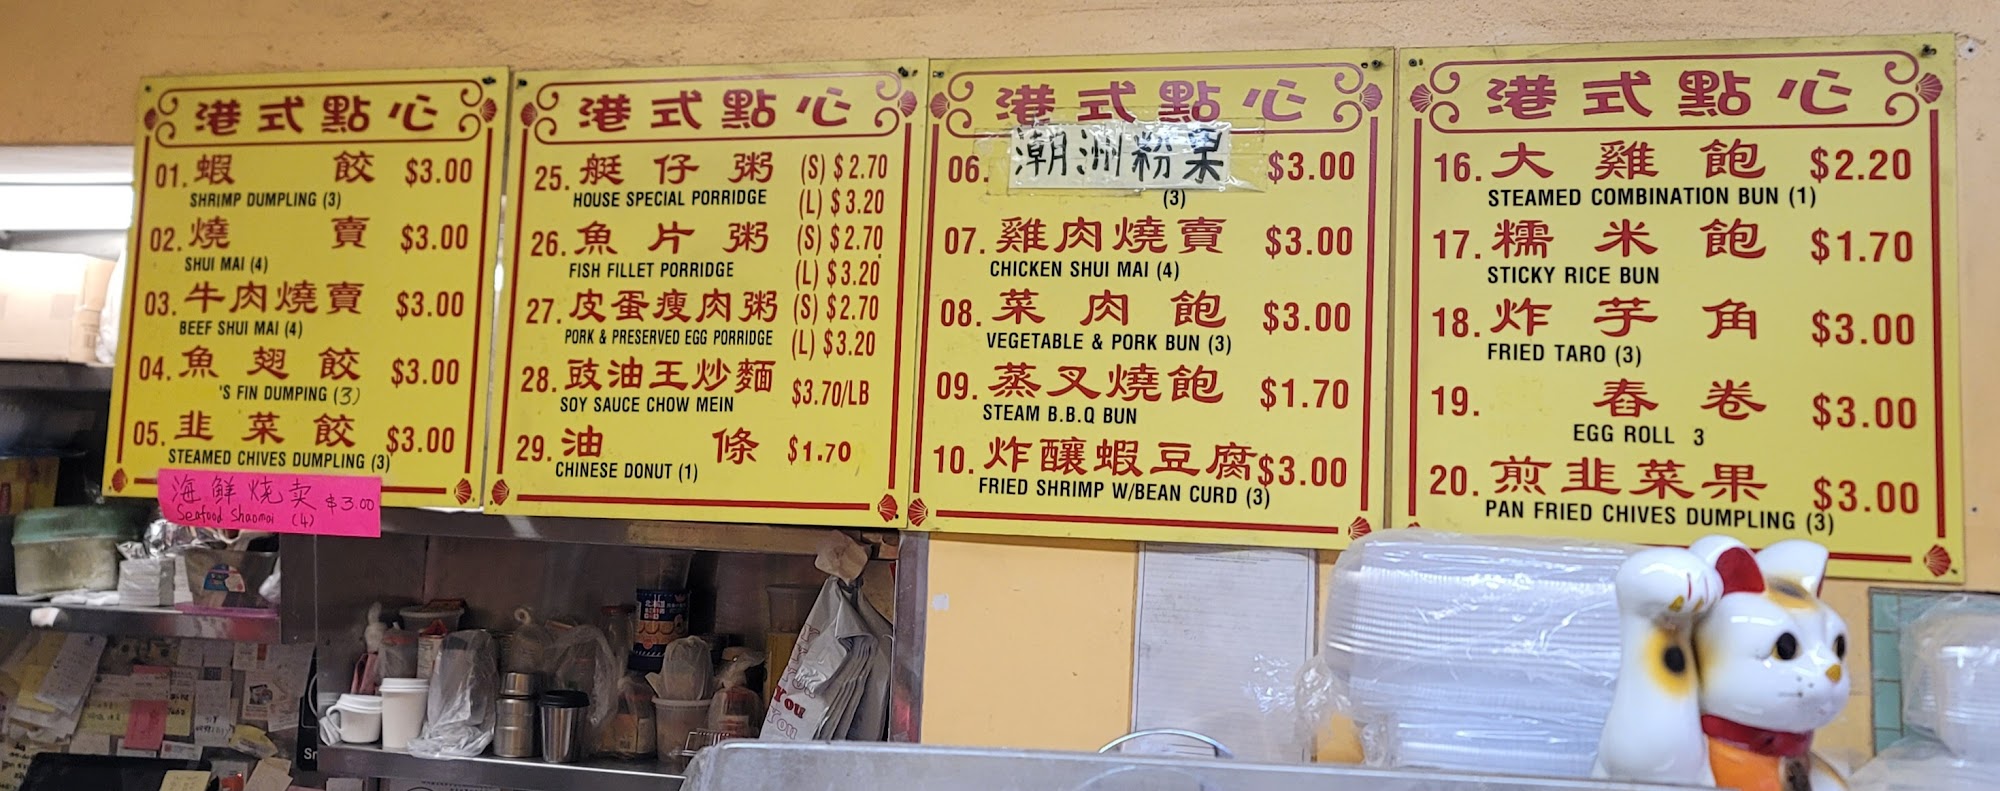 港式點心
01. 蝦餃 $3.00
SHRIMP DUMPLING (3)
02. 燒賣 $3.00
SHUI MAI (4)
03. 牛肉燒賣 $3.00
BEEF SHUI MAI (4)
04. 魚翅餃 $3.00
'S FIN DUMPING (3)
05. 韭菜餃 $3.00
STEAMED CHIVES DUMPLING (3)
海鮮烧卖 $3.00
Seafood Shaomai (4)
港式點心
25. 艇仔粥 (S) $2.70
HOUSE SPECIAL PORRIDGE (L) $3.20
26. 魚片粥 (S) $2.70
FISH FILLET PORRIDGE (L) $3.20
27. 皮蛋瘦肉粥 (S) $2.70
PORK & PRESERVED EGG PORRIDGE (L) $3.20
28. 豉油王炒麵 $3.70/LB
SOY SAUCE CHOW MEIN
29. 油條 $1.70
CHINESE DONUT (1)
港式點心
06. 潮洲粉果 $3.00
(3)
07. 雞肉燒賣 $3.00
CHICKEN SHUI MAI (4)
08. 菜肉飽 $3.00
VEGETABLE & PORK BUN (3)
09. 蒸叉燒飽 $1.70
STEAM B.B.Q BUN
10. 炸釀蝦豆腐 $3.00
FRIED SHRIMP W/BEAN CURD (3)
港式點心
16. 大雞飽 $2.20
STEAMED COMBINATION BUN (1)
17. 糯米飽 $1.70
STICKY RICE BUN
18. 炸芋角 $3.00
FRIED TARO (3)
19. 春卷 $3.00
EGG ROLL 3
20. 煎韭菜果 $3.00
PAN FRIED CHIVES DUMPLING (3)